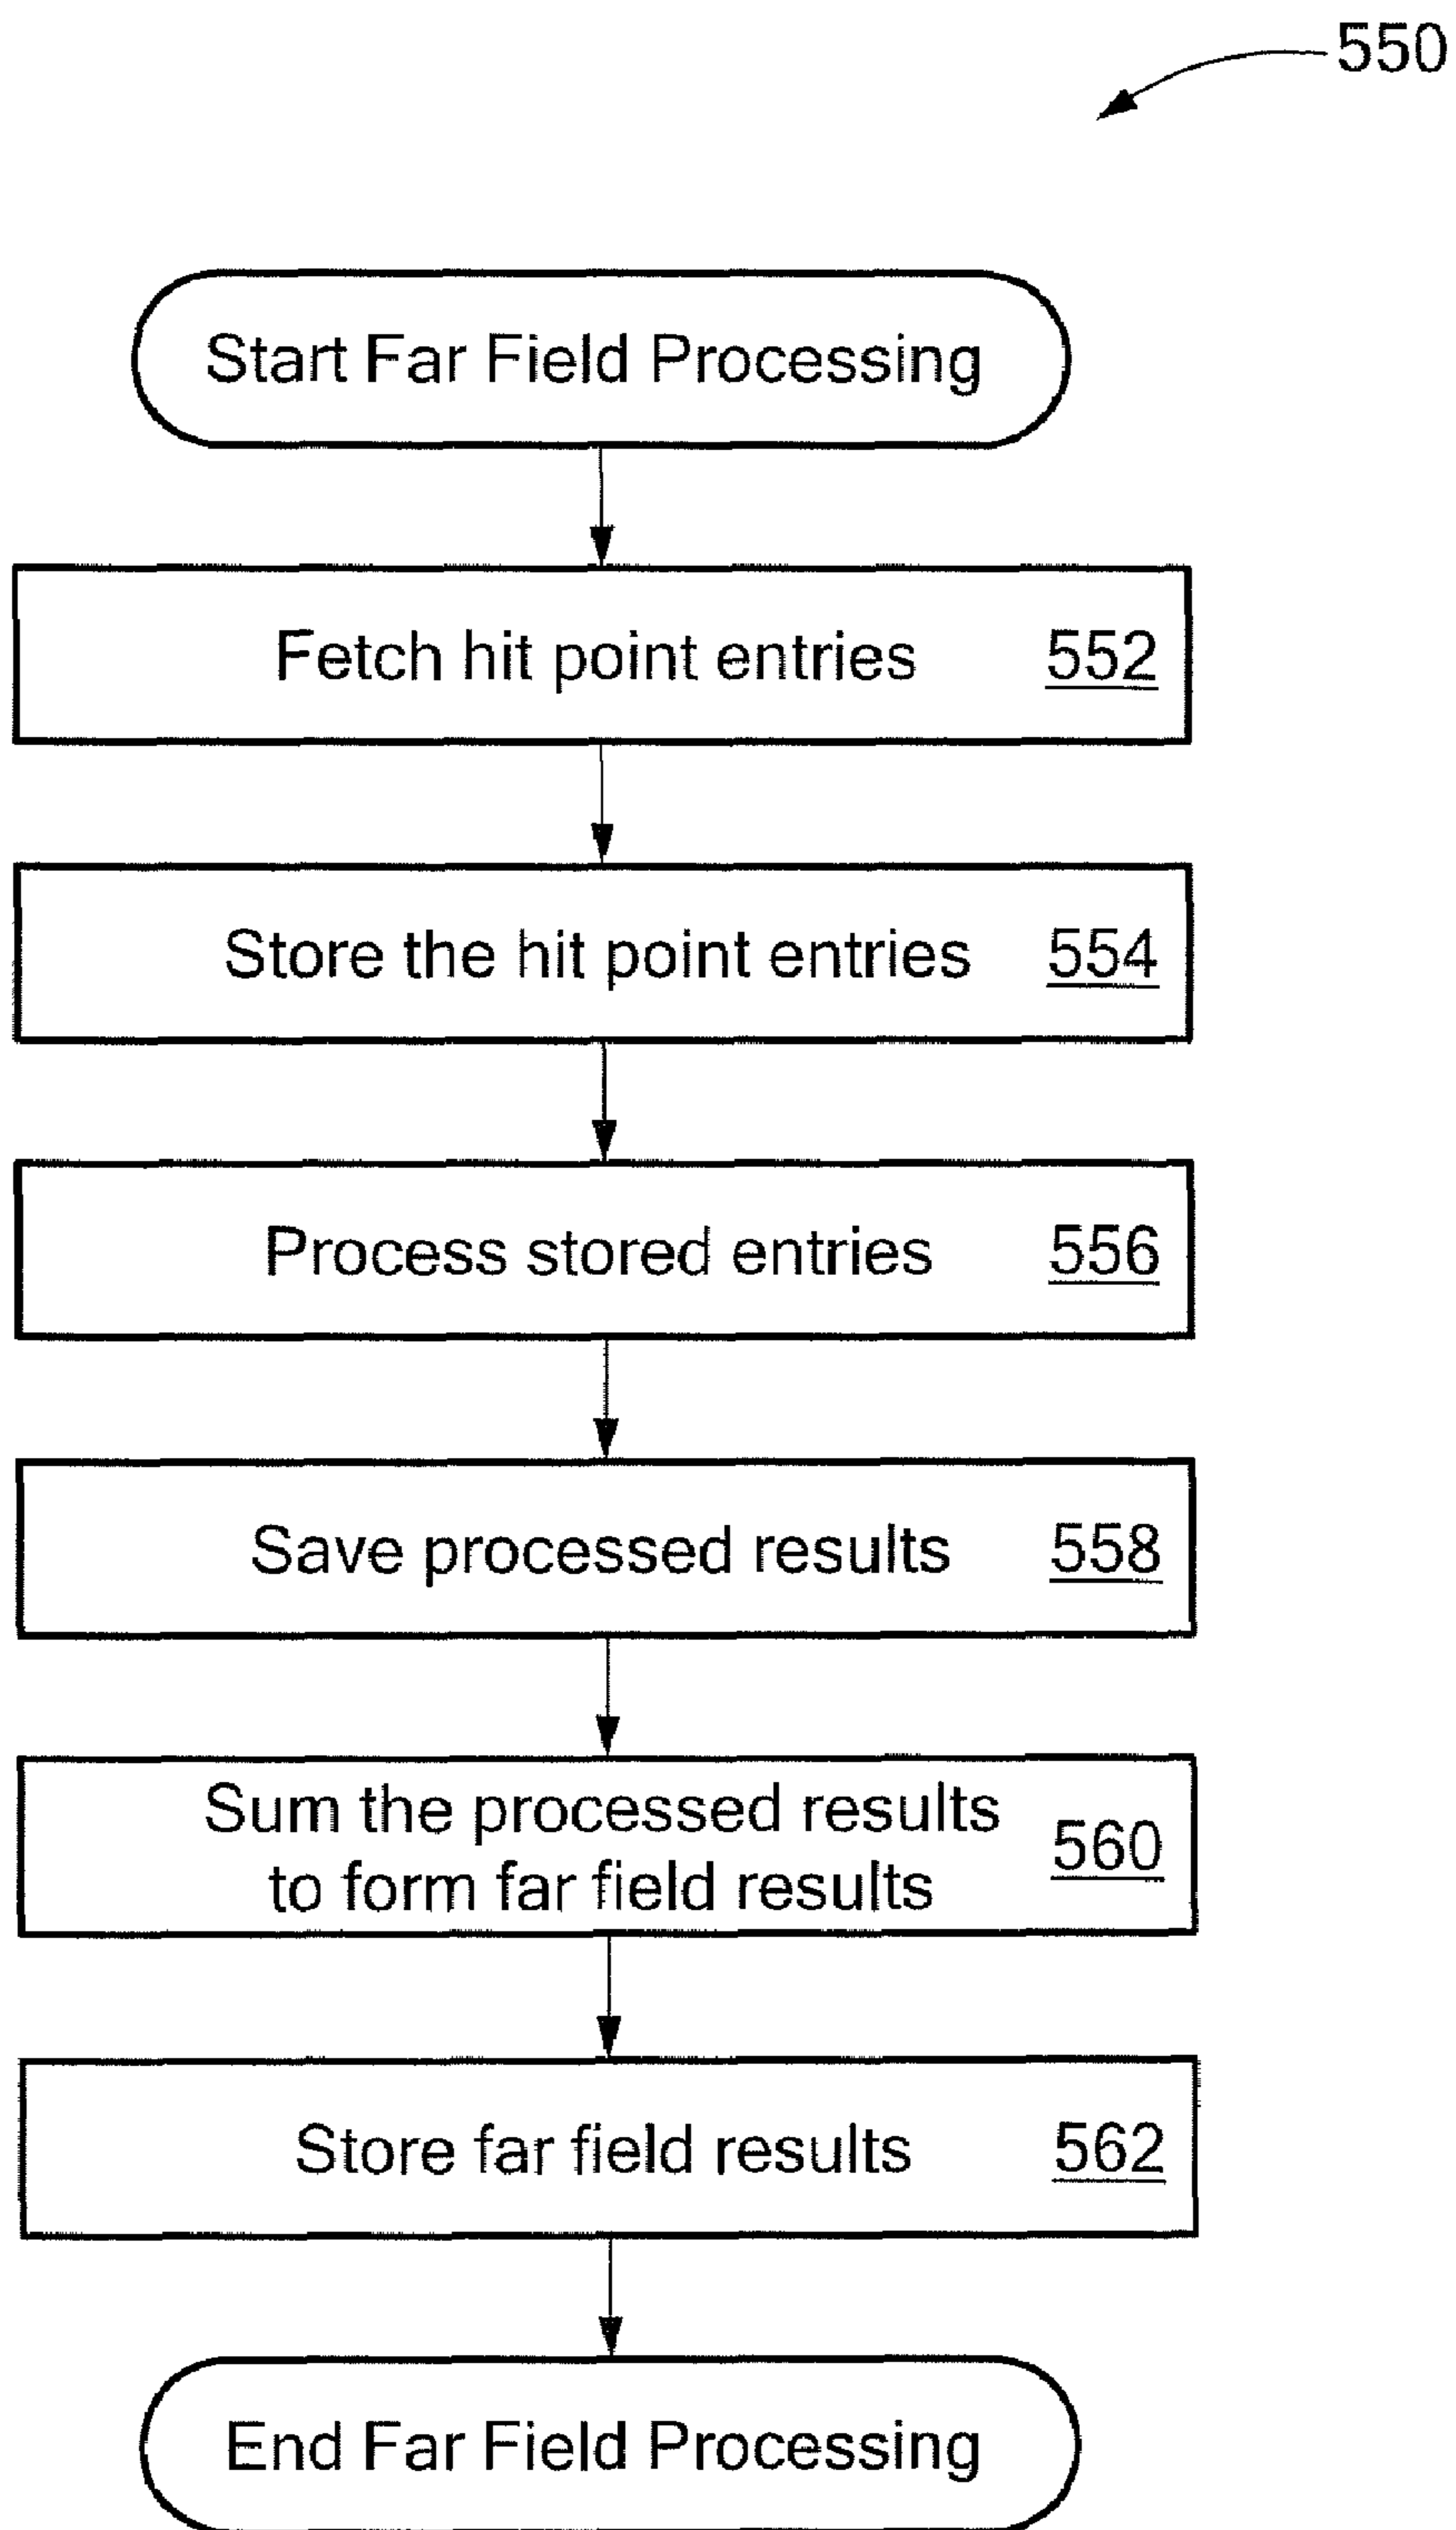 550
Start Far Field Processing
Fetch hit point entries 552
Store the hit point entries 554
Process stored entries 556
Save processed results 558
Sum the processed results
to form far field results 560
Store far field results 562
End Far Field Processing